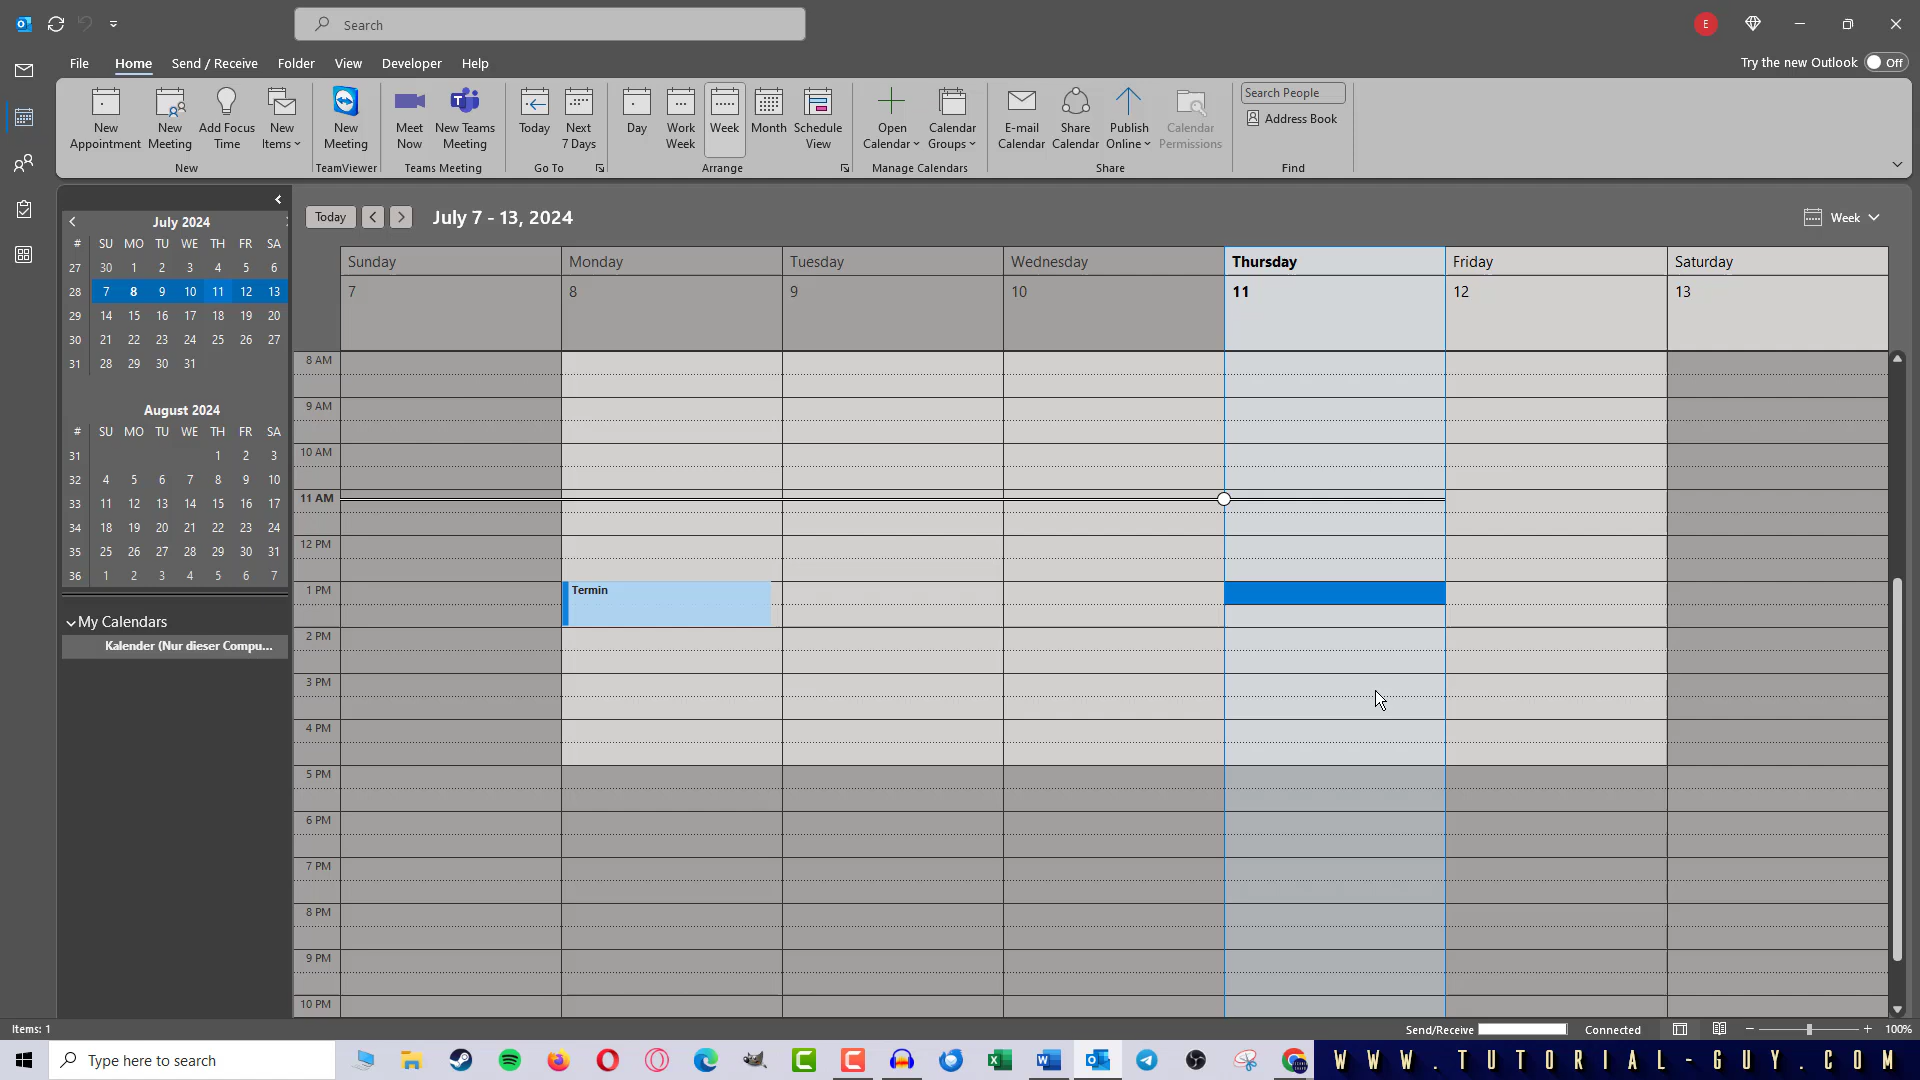 Search
E
File Home Send / Receive Folder View Developer Help
Try the new Outlook Off
New Appointment
New Meeting
Add Focus Time
New Items
New Meeting
Meet Now
New Teams Meeting
Today
Next 7 Days
Day
Work Week
Week
Month
Schedule View
Open Calendar
Calendar Groups
E-mail Calendar
Share Calendar
Publish Online
Calendar Permissions
Search People
Address Book
New TeamViewer Teams Meeting Go To Arrange Manage Calendars Share Find
July 2024
# SU MO TU WE TH FR SA
27 30 1 2 3 4 5 6
28 7 8 9 10 11 12 13
29 14 15 16 17 18 19 20
30 21 22 23 24 25 26 27
31 28 29 30 31
August 2024
# SU MO TU WE TH FR SA
31 1 2 3
32 4 5 6 7 8 9 10
33 11 12 13 14 15 16 17
34 18 19 20 21 22 23 24
35 25 26 27 28 29 30 31
36 1 2 3 4 5 6 7
My Calendars
Kalender (Nur dieser Compu...
Today July 7 - 13, 2024 Week
Sunday Monday Tuesday Wednesday Thursday Friday Saturday
7 8 9 10 11 12 13
8 AM
9 AM
10 AM
11 AM
12 PM
1 PM Termin
2 PM
3 PM
4 PM
5 PM
6 PM
7 PM
8 PM
9 PM
10 PM
Items: 1 Send/Receive Connected 100%
Type here to search
WWW.TUTORIAL-GUY.COM